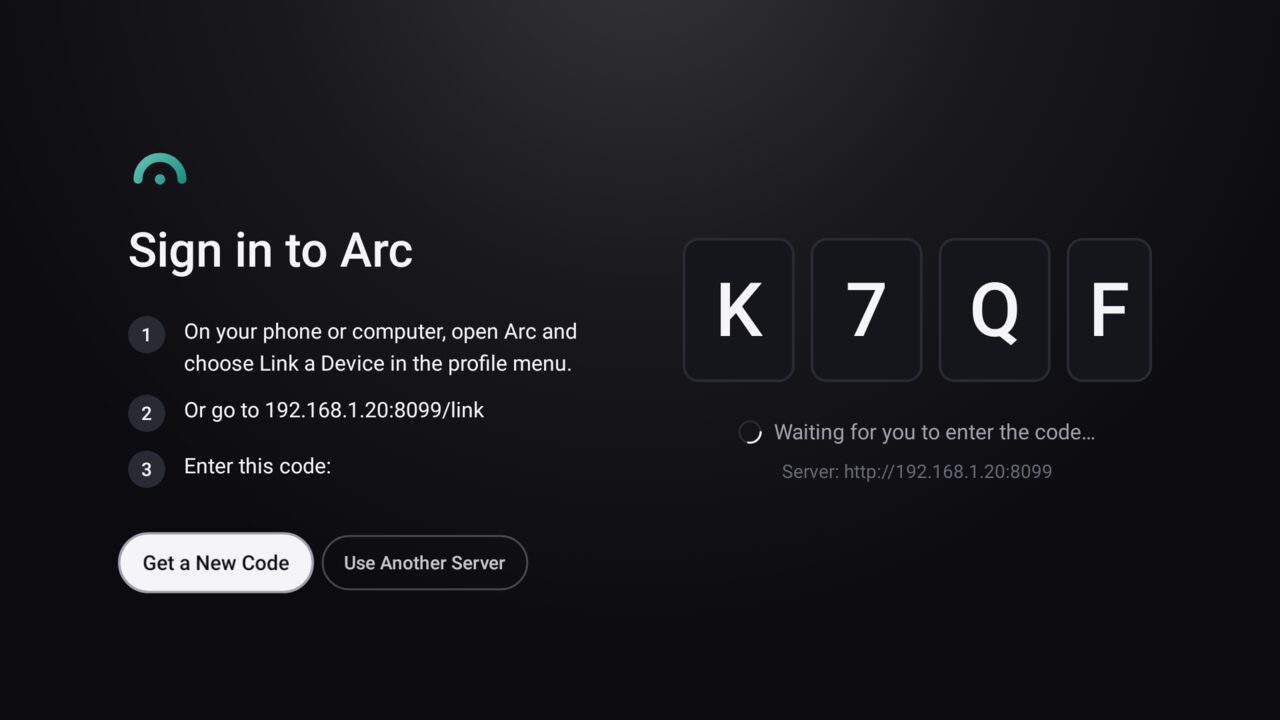 Sign in to Arc
1 On your phone or computer, open Arc and
choose Link a Device in the profile menu.
2 Or go to 192.168.1.20:8099/link
3 Enter this code:
Get a New Code
Use Another Server
K 7 Q F
Waiting for you to enter the code…
Server: http://192.168.1.20:8099